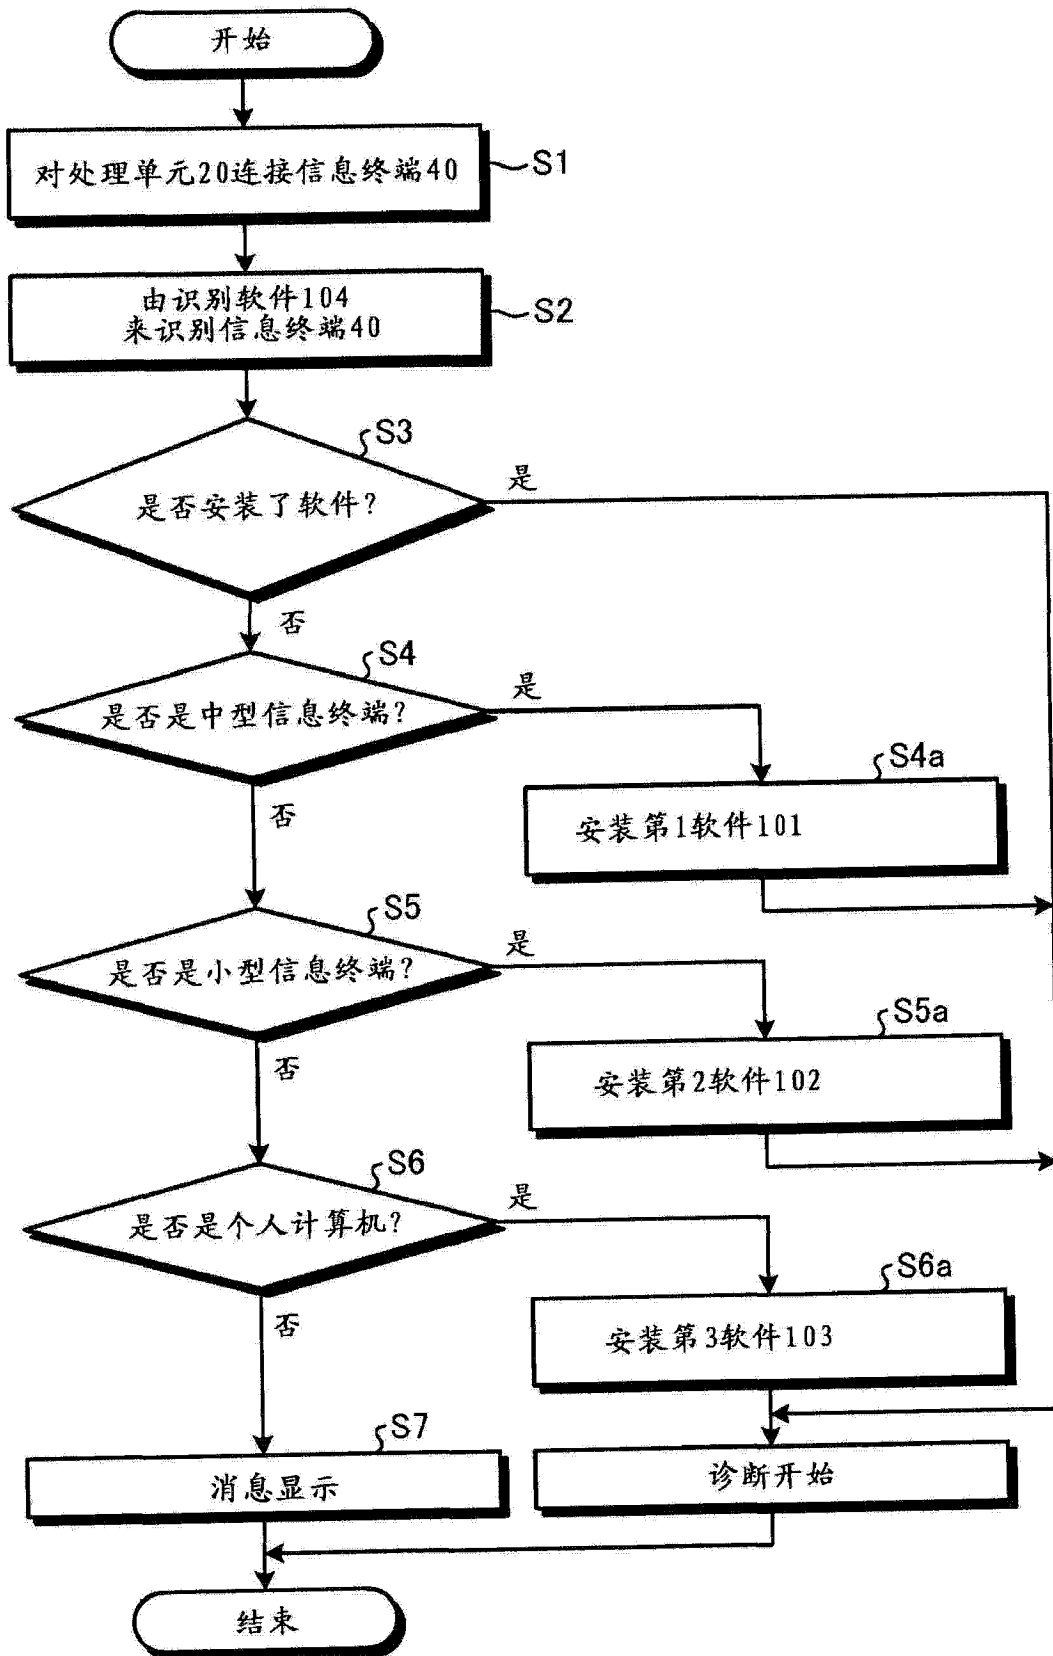 开始
对处理单元20连接信息终端40
S1
由识别软件104
来识别信息终端40
S2
S3
是否安装了软件?
是
否
S4
是否是中型信息终端?
是
S4a
安装第1软件101
否
S5
是否是小型信息终端?
是
S5a
安装第2软件102
否
S6
是否是个人计算机?
是
S6a
安装第3软件103
否
S7
消息显示
诊断开始
结束